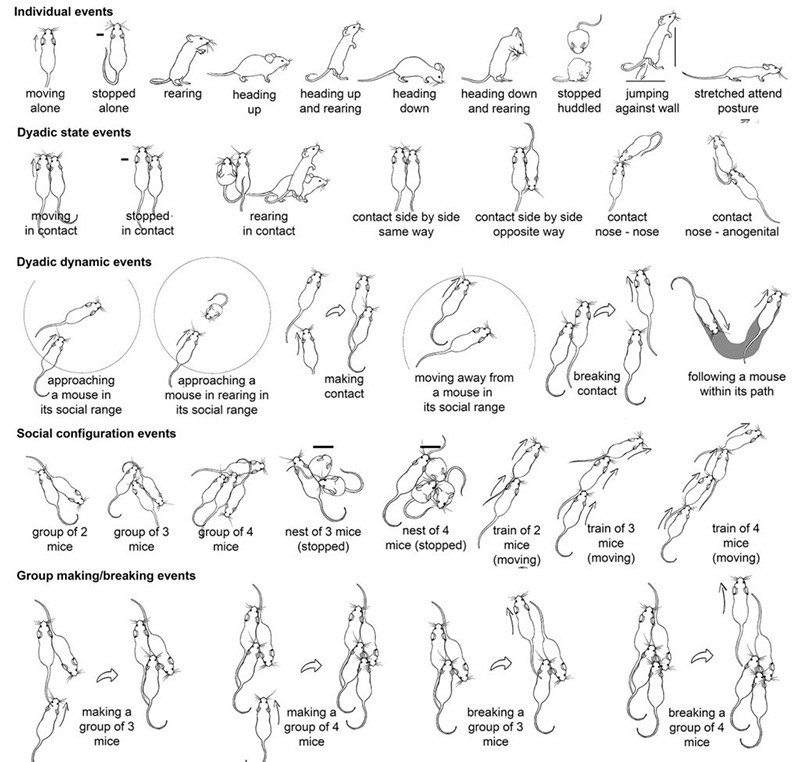 Individual events
moving
alone
stopped
alone
rearing
heading
up
heading up
and rearing
heading
down
heading down
and rearing
stopped
huddled
jumping
against wall
stretched attend
posture
Dyadic state events
moving
in contact
stopped
in contact
rearing
in contact
contact side by side
same way
contact side by side
opposite way
contact
nose - nose
contact
nose - anogenital
Dyadic dynamic events
approaching
a mouse in
its social range
approaching a
mouse in rearing in
its social range
making
contact
moving away from
a mouse in
its social range
breaking
contact
following a mouse
within its path
Social configuration events
group of 2
mice
group of 3
mice
group of 4
mice
nest of 3 mice
(stopped)
nest of 4
mice (stopped)
train of 2
mice
(moving)
train of 3
mice
(moving)
train of 4
mice
(moving)
Group making/breaking events
making a
group of 3
mice
making a
group of 4
mice
breaking a
group of 3
mice
breaking a
group of 4
mice